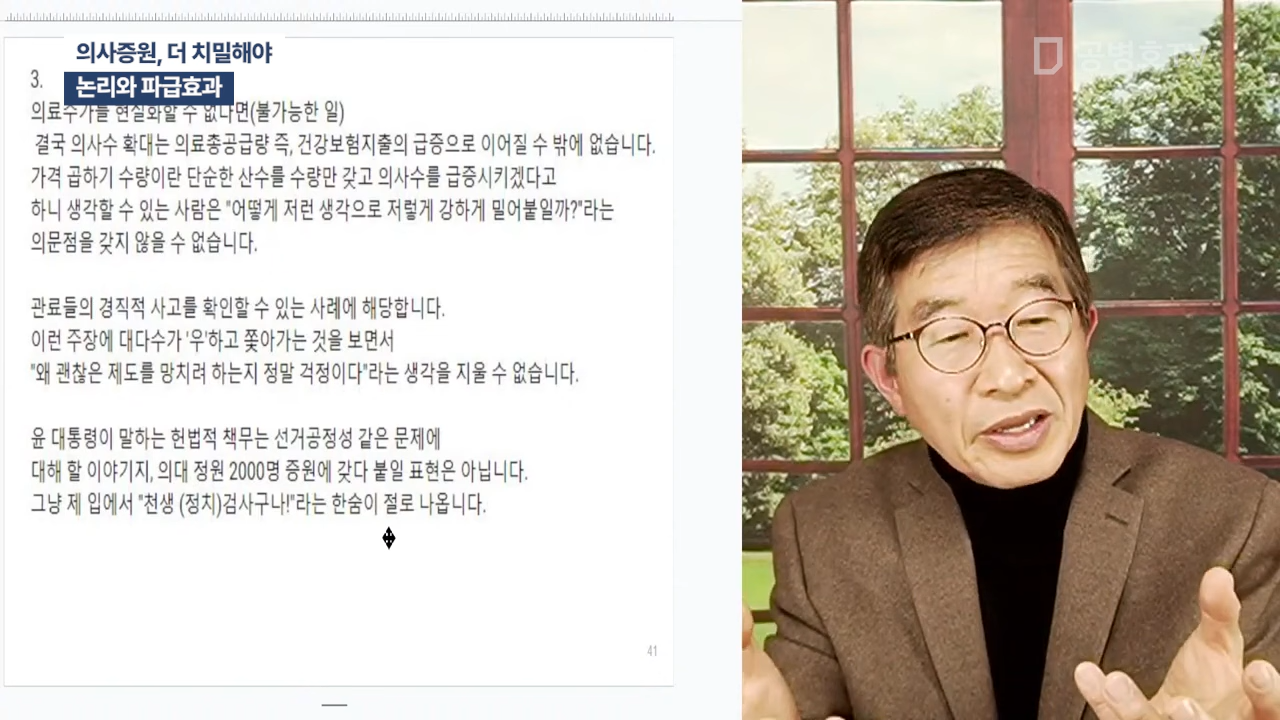 의사증원, 더 치밀해야
논리와 파급효과
3.
의료수가를 현실화할 수 없다면(불가능한 일)
결국 의사수 확대는 의료총공급량 즉, 건강보험지출의 급증으로 이어질 수 밖에 없습니다.
가격 곱하기 수량이란 단순한 산수를 수량만 갖고 의사수를 급증시키겠다고
하니 생각할 수 있는 사람은 "어떻게 저런 생각으로 저렇게 강하게 밀어붙일까?"라는
의문점을 갖지 않을 수 없습니다.
관료들의 경직적 사고를 확인할 수 있는 사례에 해당합니다.
이런 주장에 대다수가 '우'하고 쫓아가는 것을 보면서
"왜 괜찮은 제도를 망치려 하는지 정말 걱정이다"라는 생각을 지울 수 없습니다.
윤 대통령이 말하는 헌법적 책무는 선거공정성 같은 문제에
대해 할 이야기지, 의대 정원 2000명 증원에 갖다 붙일 표현은 아닙니다.
그냥 제 입에서 "천생 (정치)검사구나!"라는 한숨이 절로 나옵니다.
41